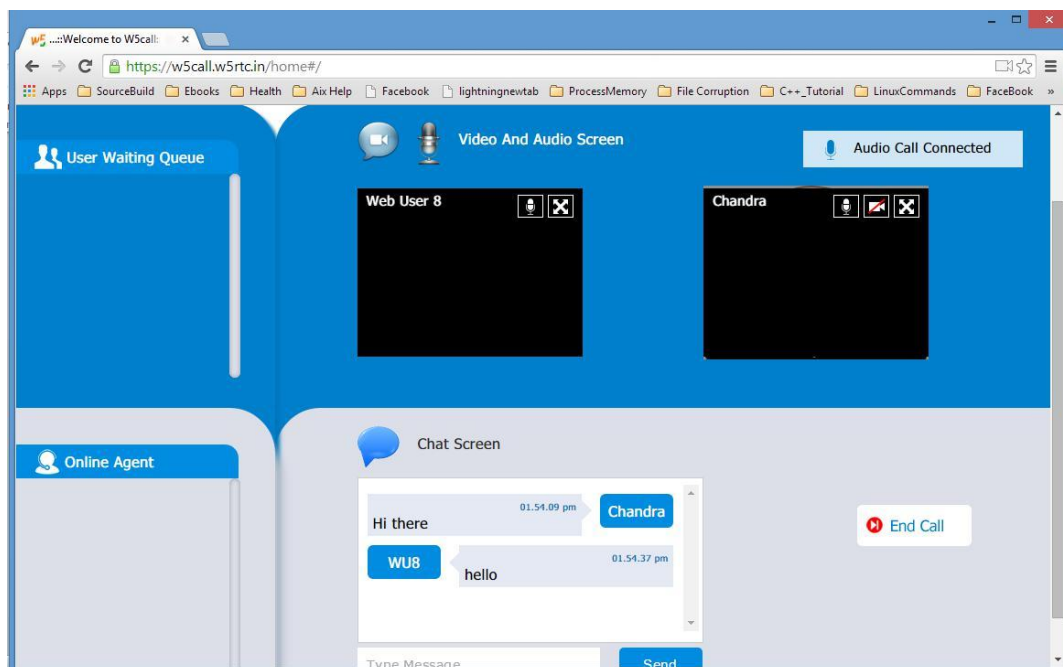 w5 ...::Welcome to W5call:
https://w5call.w5rtc.in/home#/
Apps SourceBuild Ebooks Health Aix Help Facebook lightningnewtab ProcessMemory File Corruption C++_Tutorial LinuxCommands FaceBook »
User Waiting Queue
Video And Audio Screen
Audio Call Connected
Web User 8
Chandra
Online Agent
Chat Screen
01.54.09 pm
Hi there
Chandra
WU8
01.54.37 pm
hello
End Call
Type Message
Send